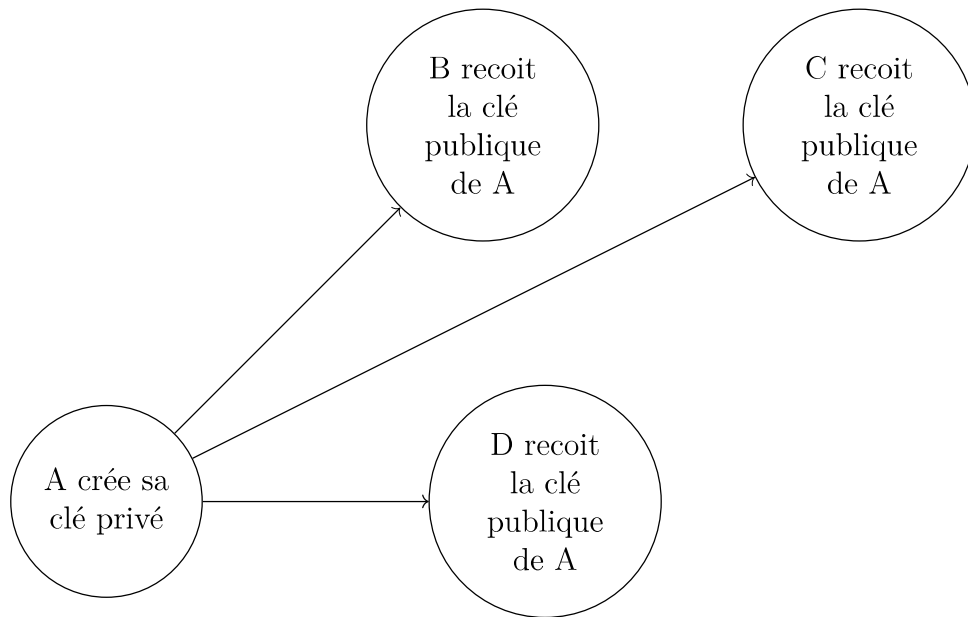 B recoit
la clé
publique
de A
C recoit
la clé
publique
de A
A crée sa
clé privé
D recoit
la clé
publique
de A